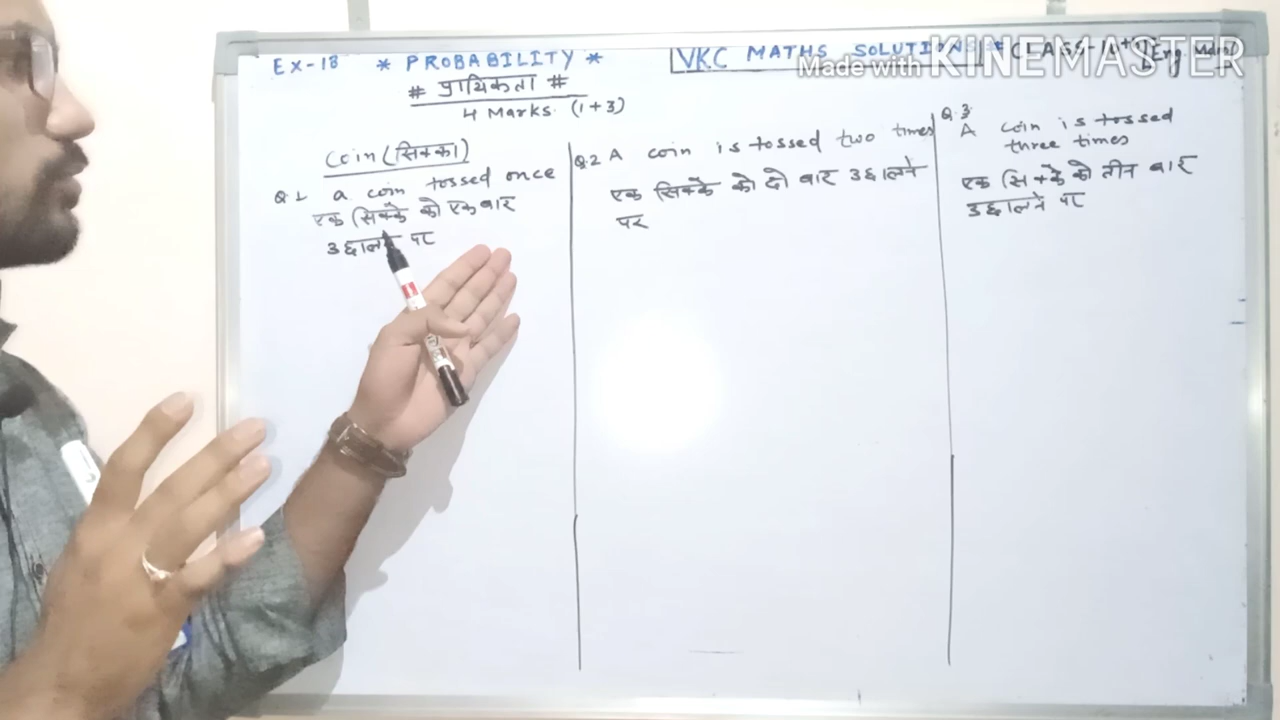 EX-18 * PROBABILITY *
# प्रायिकता #
4 Marks (1+3)
VKC MATHS SOLUTIONS * CLASS-10th
Made with KINEMASTER
Coin (सिक्का)
Q.1 a coin tossed once
एक सिक्के को एक बार
उछालने पर
Q.2 A coin is tossed two times
एक सिक्के को दो बार उछालने
पर
Q.3
A coin is tossed
three times
एक सिक्के को तीन बार
उछालने पर